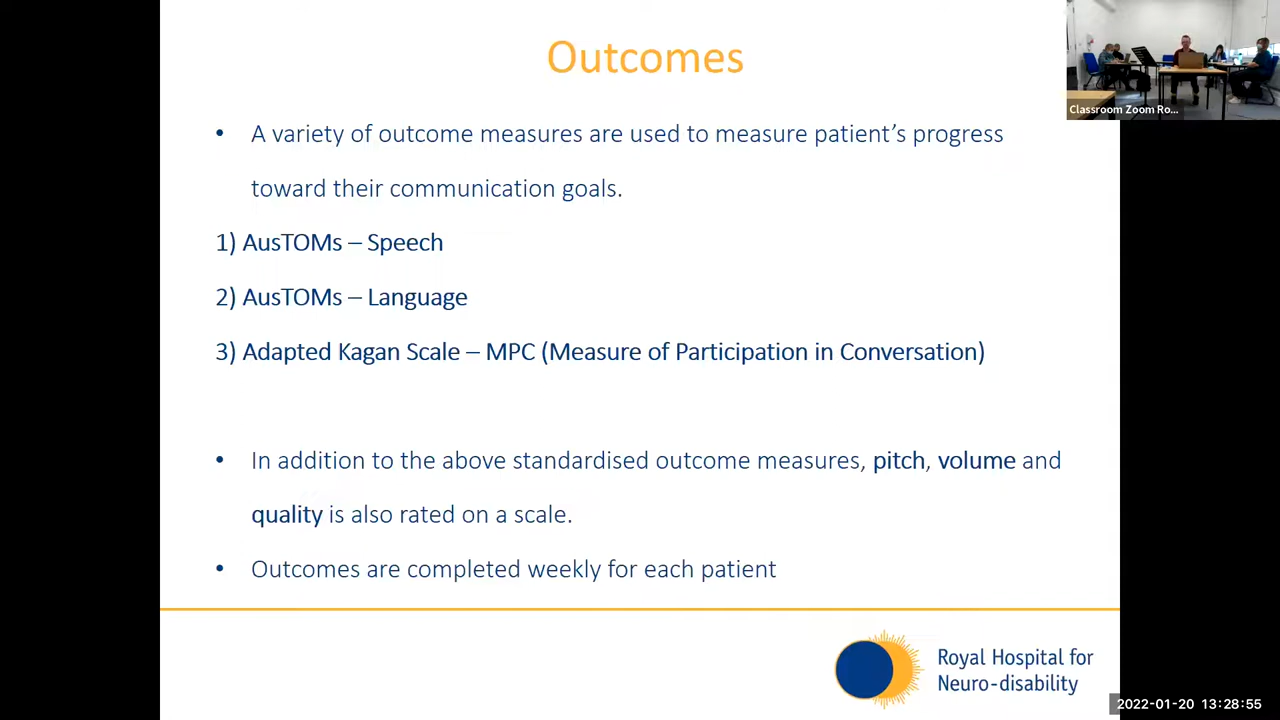 Outcomes
Classroom Zoom Ro...
• A variety of outcome measures are used to measure patient’s progress
toward their communication goals.
1) AusTOMs – Speech
2) AusTOMs – Language
3) Adapted Kagan Scale – MPC (Measure of Participation in Conversation)
• In addition to the above standardised outcome measures, pitch, volume and
quality is also rated on a scale.
• Outcomes are completed weekly for each patient
Royal Hospital for
Neuro-disability
2022-01-20 13:28:55